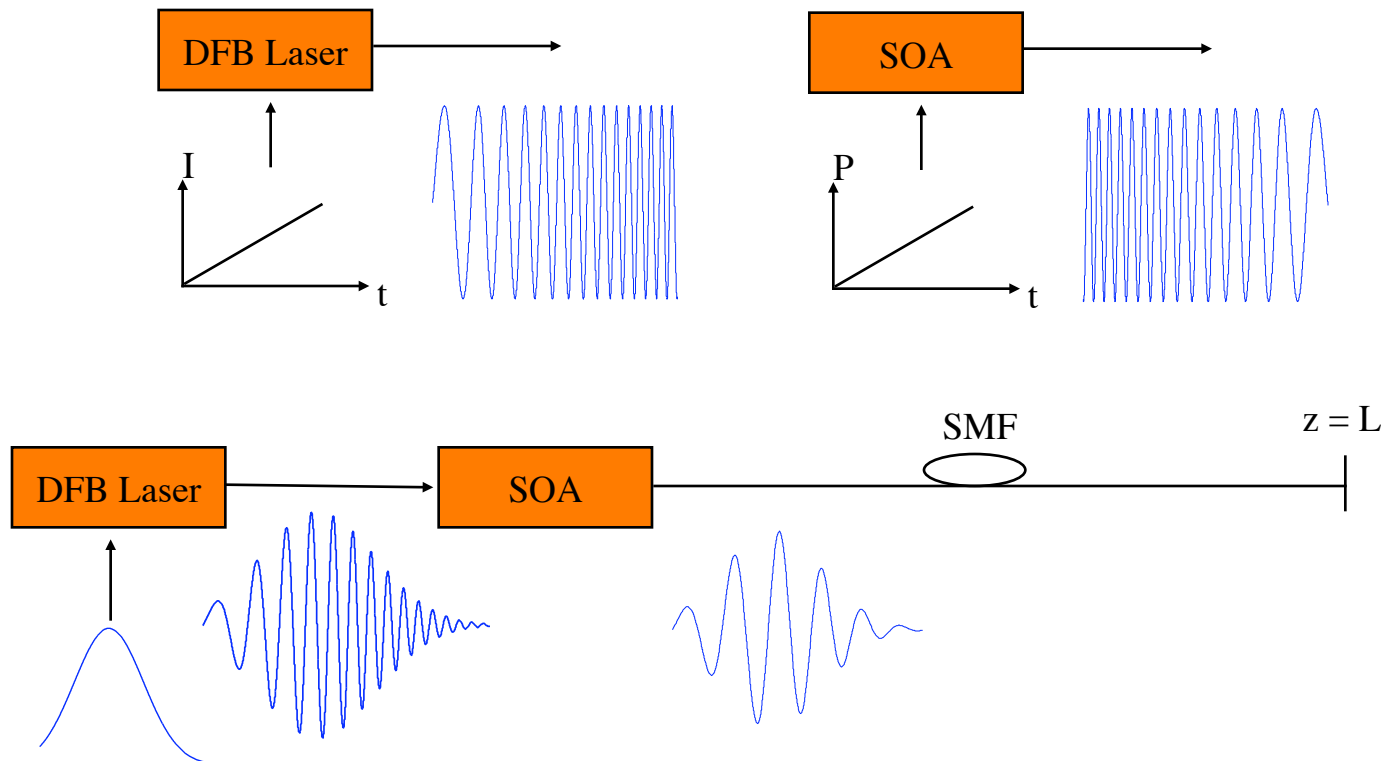 DFB Laser
SOA
I
t
P
t
SMF
z = L
DFB Laser
SOA